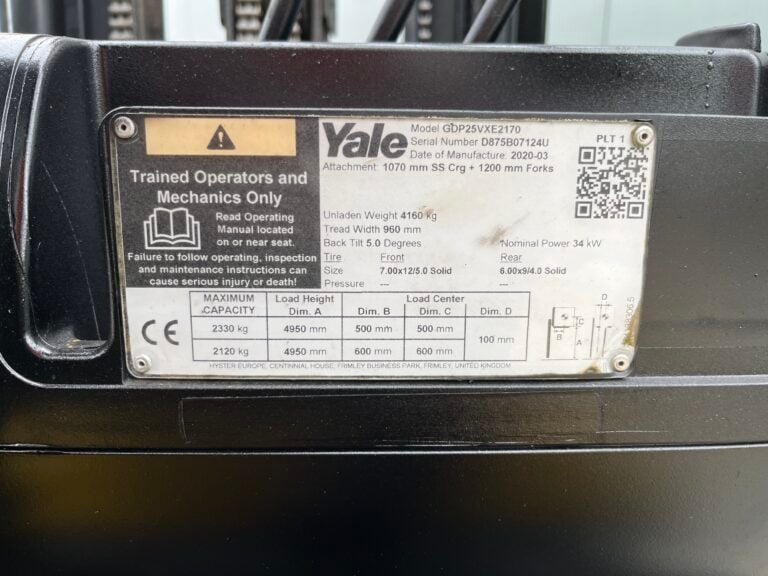 Trained Operators and
Mechanics Only
Read Operating
Manual located
on or near seat.
Failure to follow operating, inspection
and maintenance instructions can
cause serious injury or death!
Yale
Model GDP25VXE2170
Serial Number D875B07124U
Date of Manufacture: 2020-03
PLT 1
Attachment: 1070 mm SS Crg + 1200 mm Forks
Unladen Weight 4160 kg
Tread Width 960 mm
Back Tilt 5.0 Degrees Nominal Power 34 kW
Tire Front Rear
Size 7.00x12/5.0 Solid 6.00x9/4.0 Solid
Pressure --- ---
MAXIMUM CAPACITY Load Height Dim. A Load Center Dim. B Dim. C Dim. D
2330 kg 4950 mm 500 mm 500 mm 100 mm
2120 kg 4950 mm 600 mm 600 mm
CE
D
C
B
A
HYSTER EUROPE, CENTINNIAL HOUSE, FRIMLEY BUSINESS PARK, FRIMLEY, UNITED KINGDOM